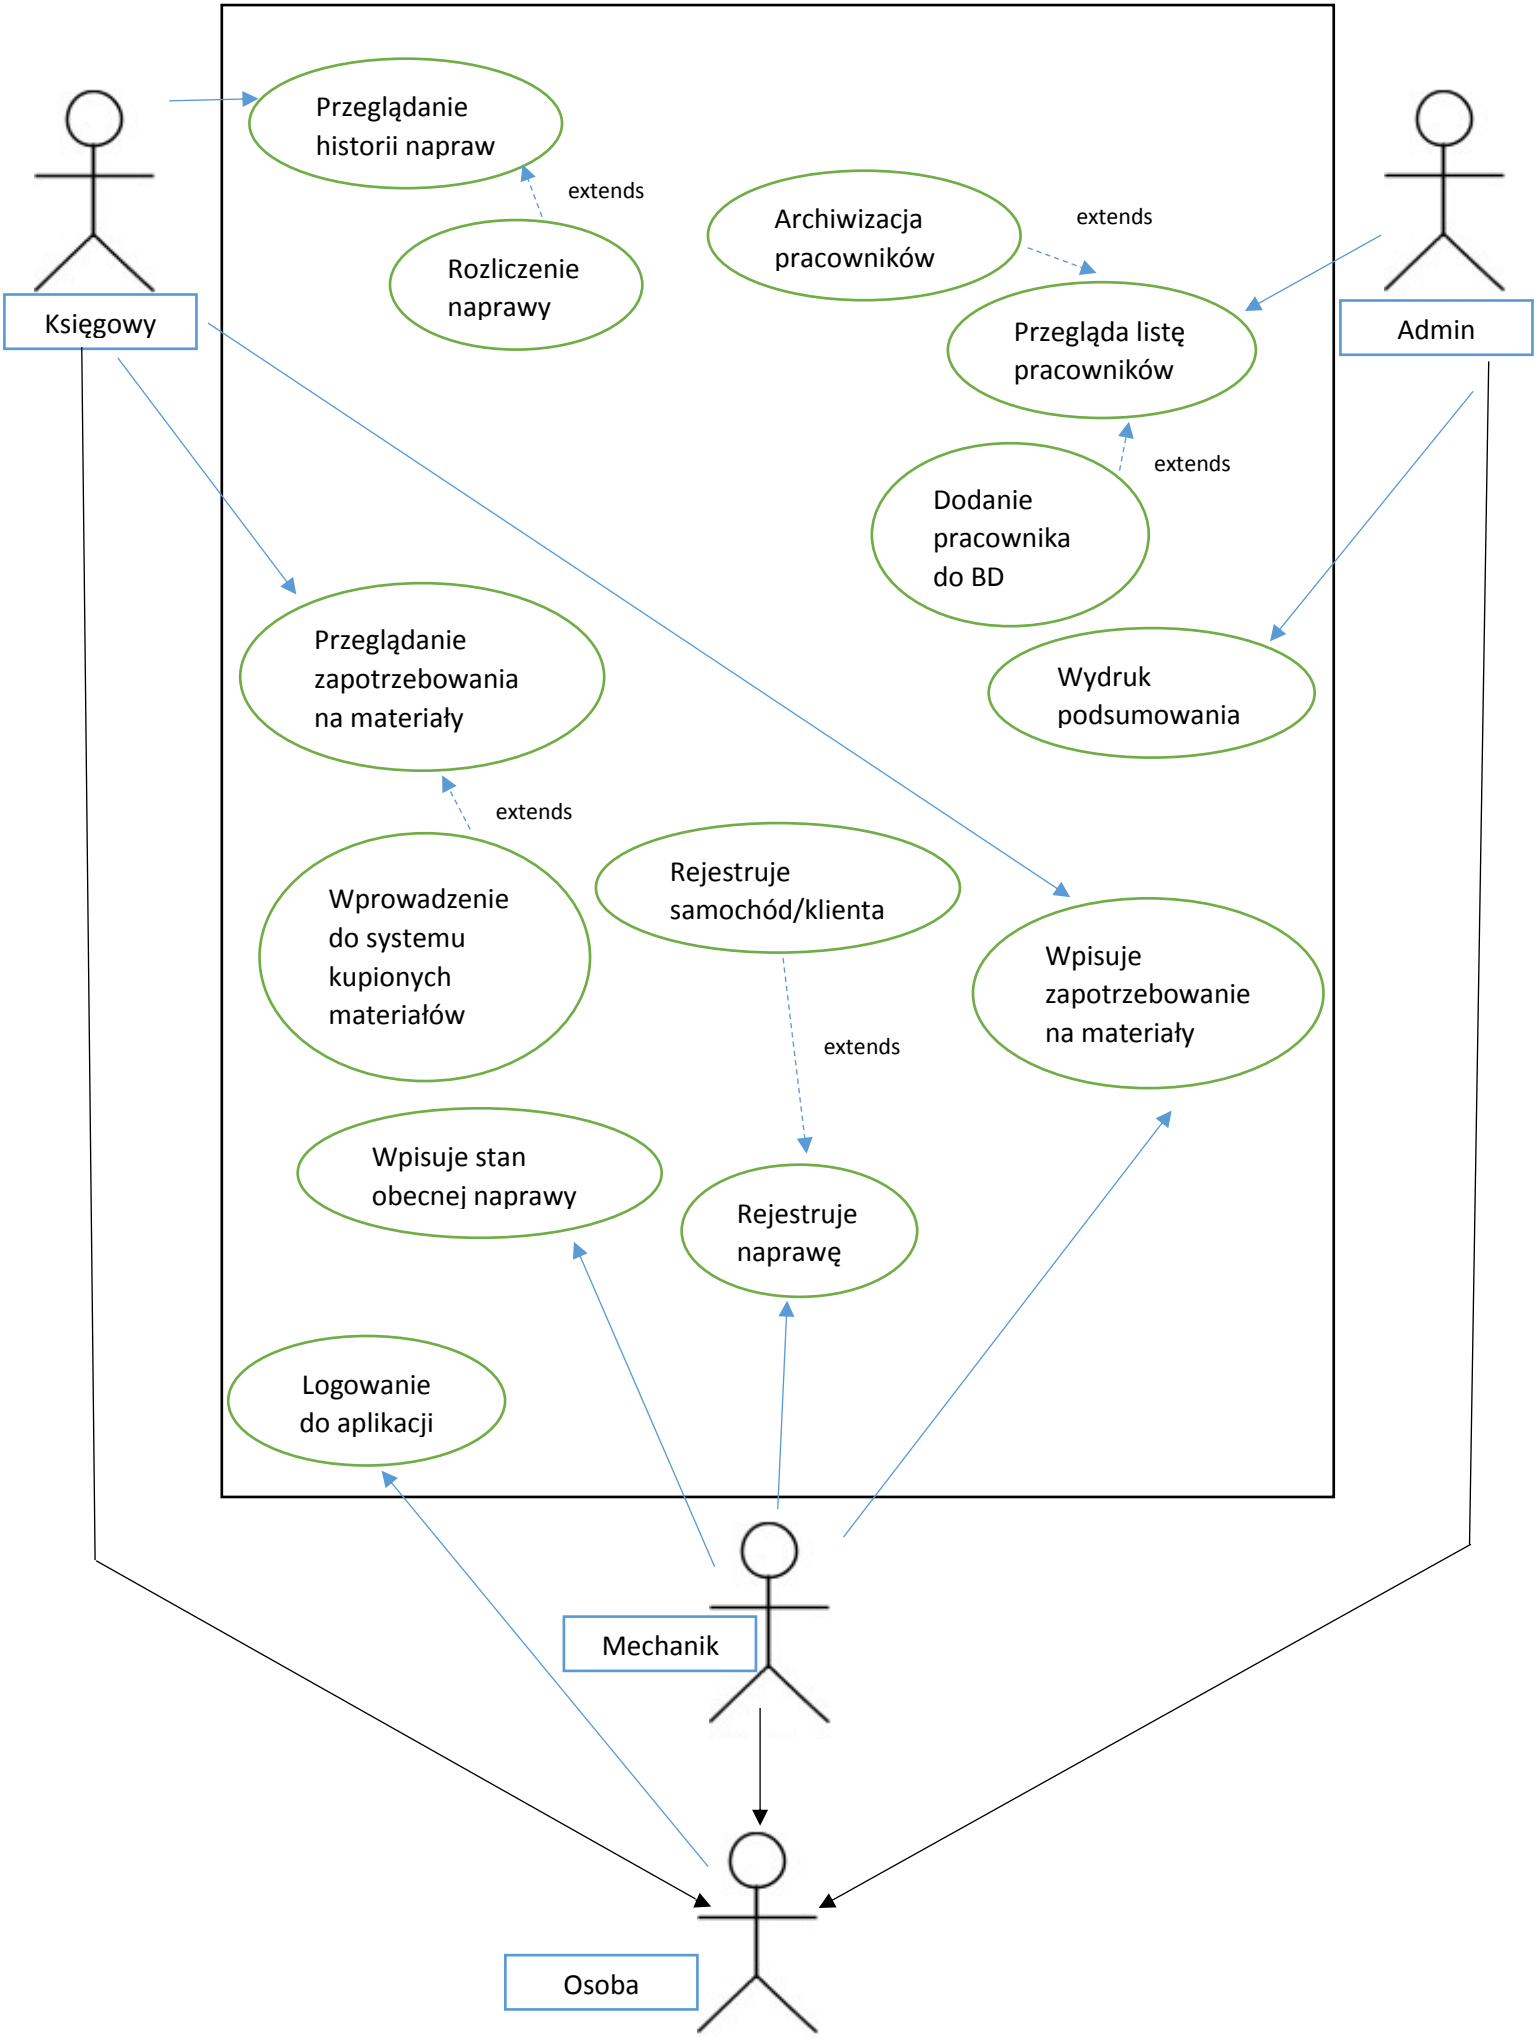 Przeglądanie
historii napraw
extends
Rozliczenie
naprawy
Archiwizacja
pracowników
extends
Księgowy
Przegląda listę
pracowników
Admin
extends
Dodanie
pracownika
do BD
Przeglądanie
zapotrzebowania
na materiały
Wydruk
podsumowania
extends
Wprowadzenie
do systemu
kupionych
materiałów
Rejestruje
samochód/klienta
Wpisuje
zapotrzebowanie
na materiały
extends
Wpisuje stan
obecnej naprawy
Rejestruje
naprawę
Logowanie
do aplikacji
Mechanik
Osoba